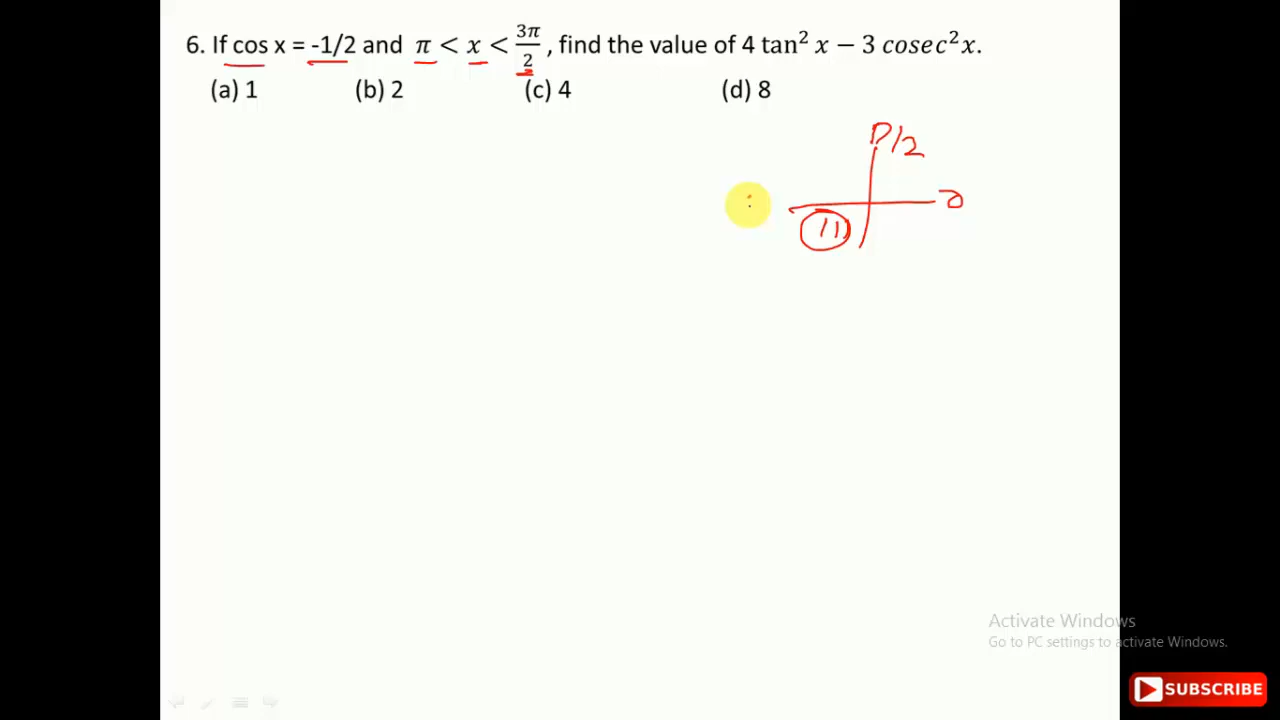 6. If cos x = -1/2 and π < x < 3π/2 , find the value of 4 tan² x − 3 cosec²x.
(a) 1 (b) 2 (c) 4 (d) 8
P/2
0
III
Activate Windows
Go to PC settings to activate Windows.
SUBSCRIBE